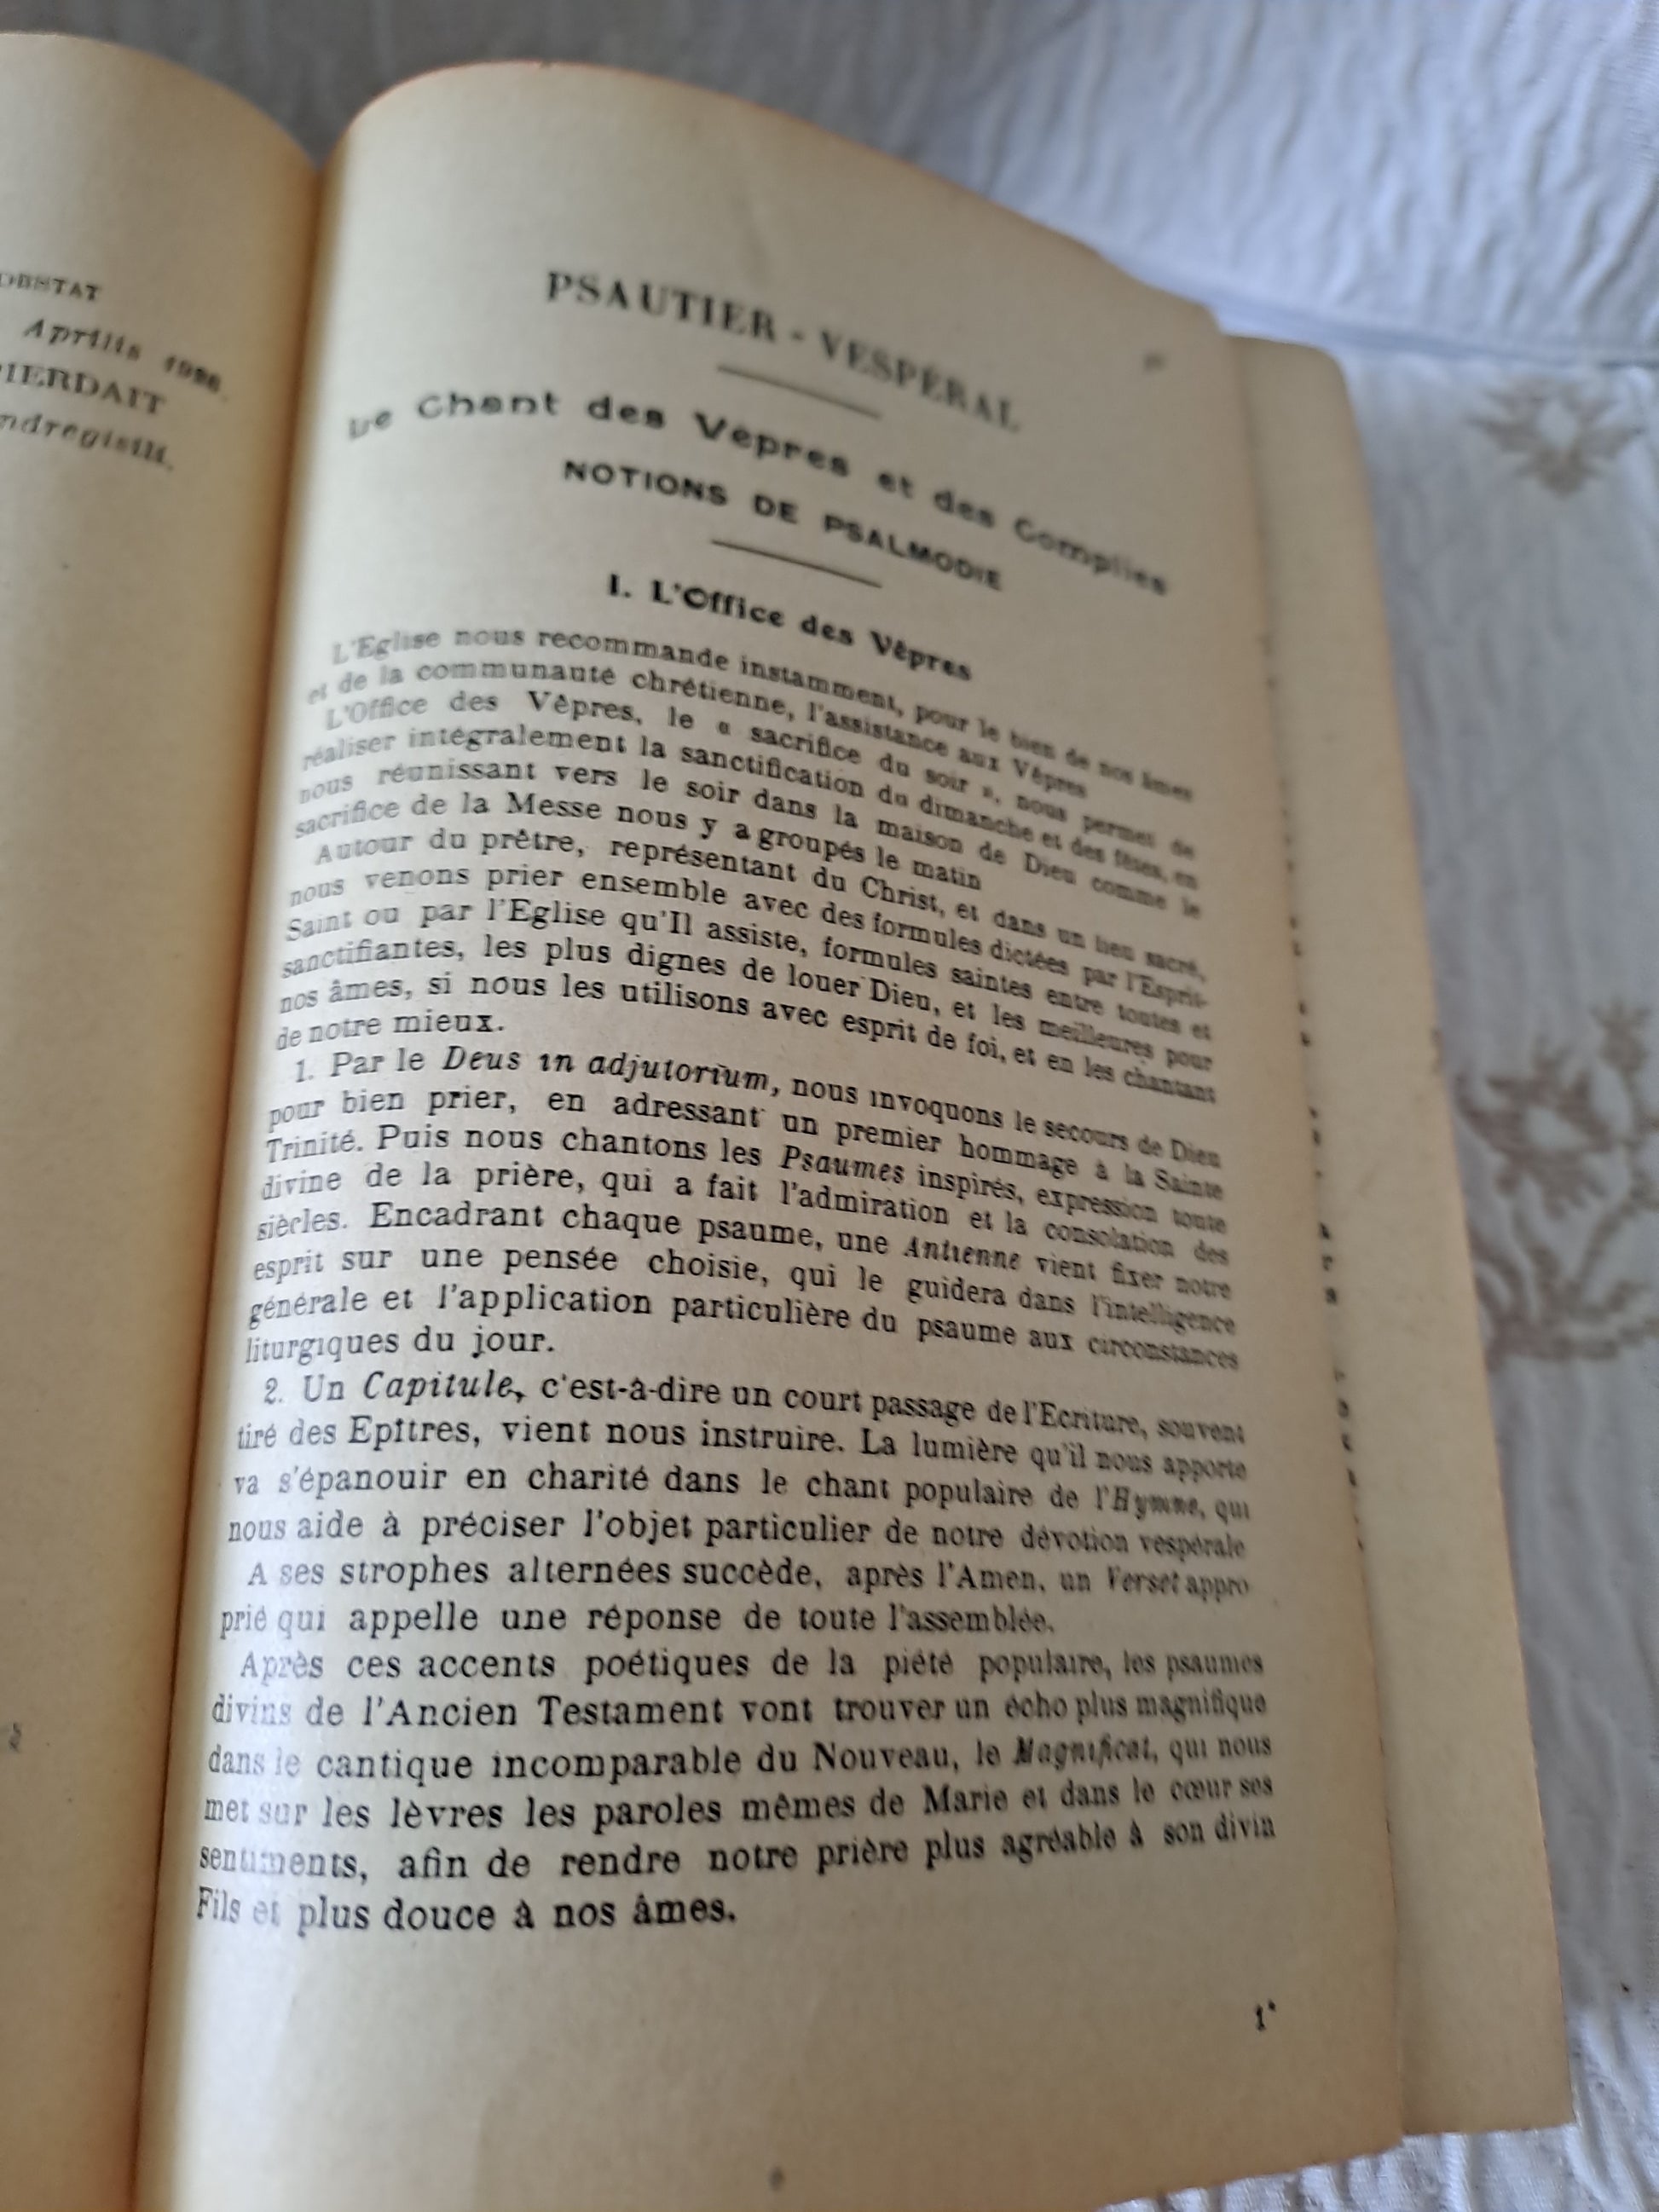 OBSTAT
Aprilis 1926.
PIERDAIT
PSAUTIER - VESPÉRAL
Le Chant des Vêpres et des Complies
NOTIONS DE PSALMODIE
I. L'Office des Vêpres
L'Eglise nous recommande instamment, pour le bien de nos âmes
et de la communauté chrétienne, l'assistance aux Vêpres
L'Office des Vêpres, le « sacrifice du soir », nous permet de
réaliser intégralement la sanctification du dimanche et des fêtes, en
nous réunissant vers le soir dans la maison de Dieu comme le
sacrifice de la Messe nous y a groupés le matin
Autour du prêtre, représentant du Christ, et dans un lieu sacré,
nous venons prier ensemble avec des formules dictées par l'Esprit-
Saint ou par l'Eglise qu'Il assiste, formules saintes entre toutes et
sanctifiantes, les plus dignes de louer Dieu, et les meilleures pour
nos âmes, si nous les utilisons avec esprit de foi, et en les chantant
de notre mieux.
1. Par le Deus in adjutorium, nous invoquons le secours de Dieu
pour bien prier, en adressant un premier hommage à la Sainte
Trinité. Puis nous chantons les Psaumes inspirés, expression toute
divine de la prière, qui a fait l'admiration et la consolation des
siècles. Encadrant chaque psaume, une Antienne vient fixer notre
esprit sur une pensée choisie, qui le guidera dans l'intelligence
générale et l'application particulière du psaume aux circonstances
liturgiques du jour.
2. Un Capitule, c'est-à-dire un court passage de l'Ecriture, souvent
tiré des Epîtres, vient nous instruire. La lumière qu'il nous apporte
va s'épanouir en charité dans le chant populaire de l'Hymne, qui
nous aide à préciser l'objet particulier de notre dévotion vespérale
A ses strophes alternées succède, après l'Amen, un Verset appro
prié qui appelle une réponse de toute l'assemblée.
Après ces accents poétiques de la piété populaire, les psaumes
divins de l'Ancien Testament vont trouver un écho plus magnifique
dans le cantique incomparable du Nouveau, le Magnificat, qui nous
met sur les lèvres les paroles mêmes de Marie et dans le cœur ses
sentiments, afin de rendre notre prière plus agréable à son divin
Fils et plus douce à nos âmes.
1*